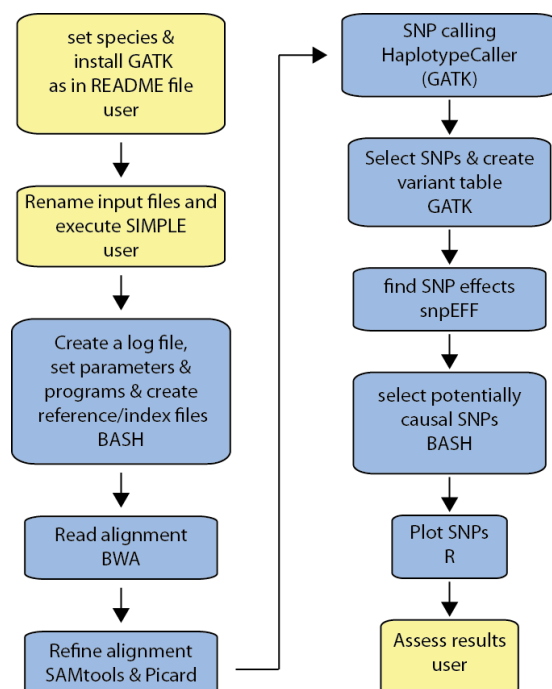 set species &
install GATK
as in README file
user
Rename input files and
execute SIMPLE
user
Create a log file,
set parameters &
programs & create
reference/index files
BASH
Read alignment
BWA
Refine alignment
SAMtools & Picard
SNP calling
HaplotypeCaller
(GATK)
Select SNPs & create
variant table
GATK
find SNP effects
snpEFF
select potentially
causal SNPs
BASH
Plot SNPs
R
Assess results
user